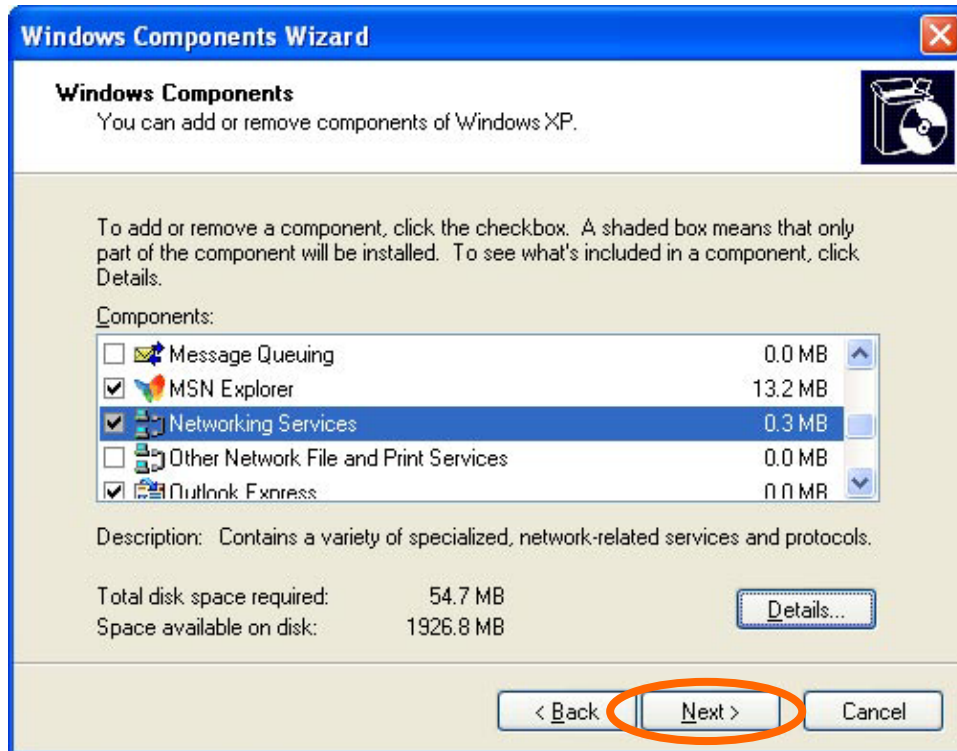 Windows Components Wizard
Windows Components
You can add or remove components of Windows XP.
To add or remove a component, click the checkbox. A shaded box means that only
part of the component will be installed. To see what's included in a component, click
Details.
Components:
Message Queuing 0.0 MB
MSN Explorer 13.2 MB
Networking Services 0.3 MB
Other Network File and Print Services 0.0 MB
Outlook Express 0.0 MB
Description: Contains a variety of specialized, network-related services and protocols.
Total disk space required: 54.7 MB
Space available on disk: 1926.8 MB
Details...
< Back Next > Cancel